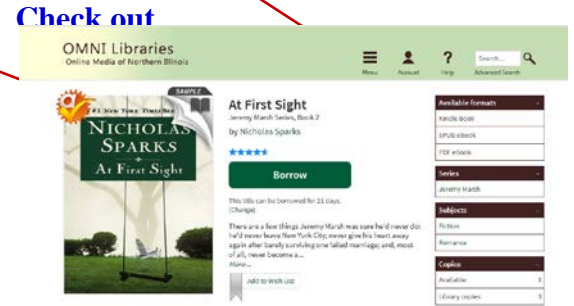 Check out
OMNI Libraries
Online Media of Northern Illinois
Menu
Account
Help
Search...
Advanced Search
SAMPLE
#1 New York Times
NICHOLAS
SPARKS
At First Sight
At First Sight
Jeremy Marsh Series, Book 2
by Nicholas Sparks
Borrow
This title can be borrowed for 21 days.
(Change)
There are a few things Jeremy Marsh was sure he'd never do:
he'd never leave New York City; never give his heart away
again after barely surviving one failed marriage; and, most
of all, never become a...
More...
Add to Wish List
Available formats -
Kindle Book
EPUB eBook
PDF eBook
Series -
Jeremy Marsh
Subjects -
Fiction
Romance
Copies -
Available 1
Library copies